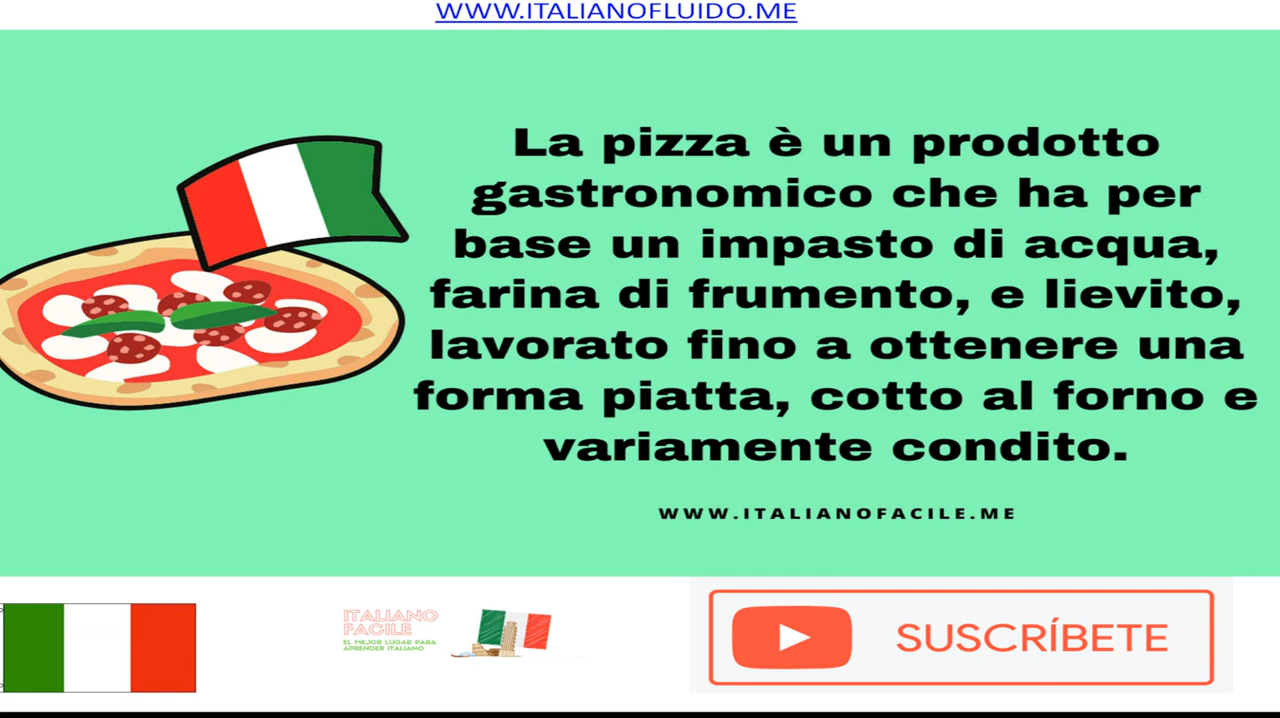 WWW.ITALIANOFLUIDO.ME
La pizza è un prodotto
gastronomico che ha per
base un impasto di acqua,
farina di frumento, e lievito,
lavorato fino a ottenere una
forma piatta, cotto al forno e
variamente condito.
WWW.ITALIANOFACILE.ME
ITALIANO
FACILE
EL MEJOR LUGAR PARA
APRENDER ITALIANO
SUSCRÍBETE